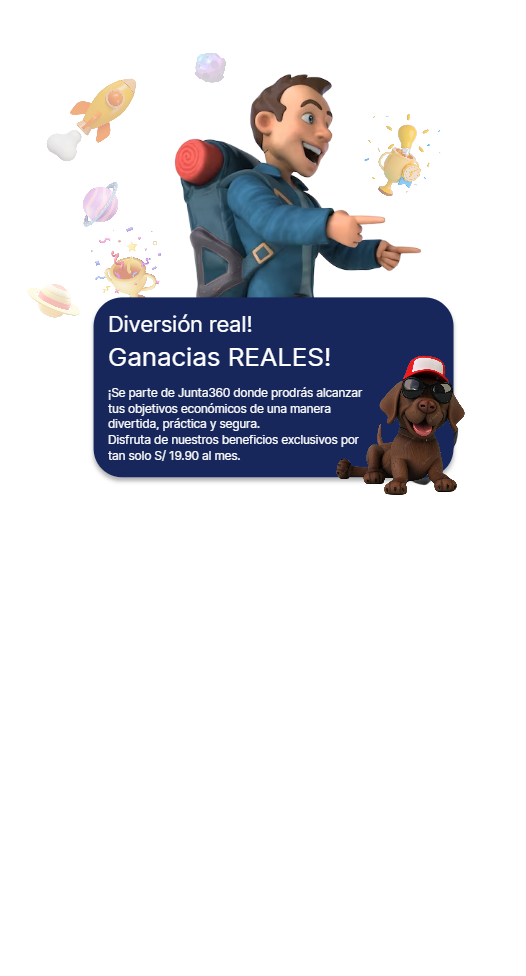 Diversión real!
Ganacias REALES!
¡Se parte de Junta360 donde prodrás alcanzar
tus objetivos económicos de una manera
divertida, práctica y segura.
Disfruta de nuestros beneficios exclusivos por
tan solo S/ 19.90 al mes.